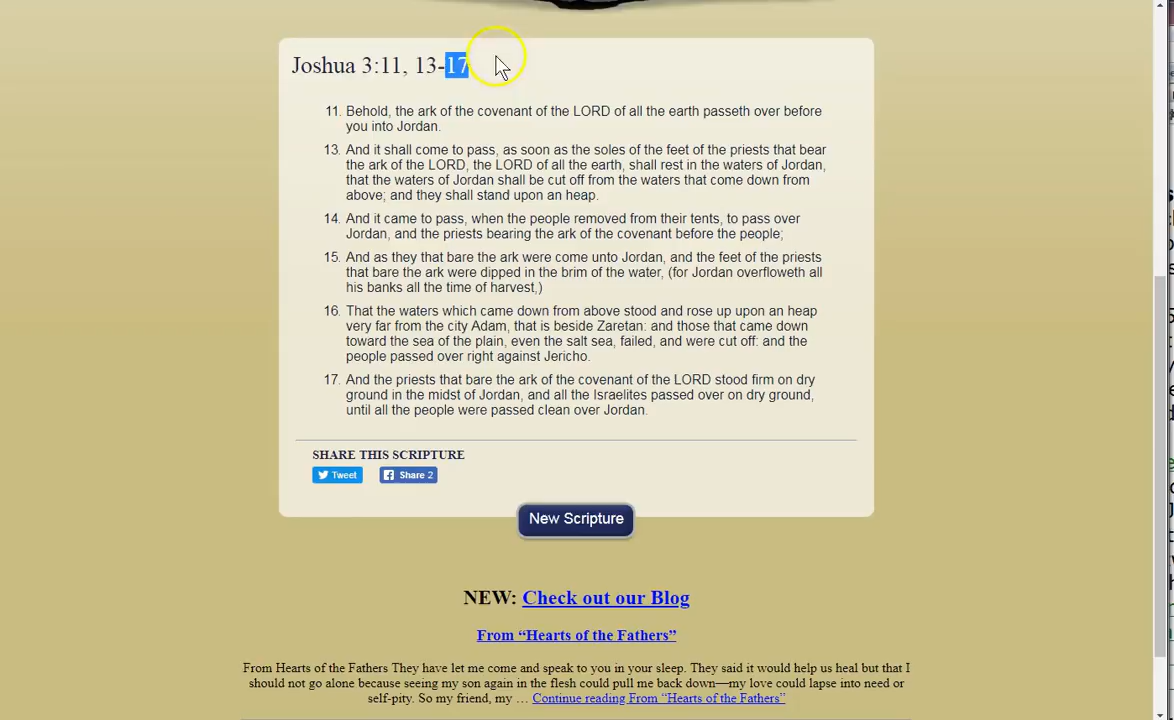 Joshua 3:11, 13-17
11. Behold, the ark of the covenant of the LORD of all the earth passeth over before
you into Jordan.
13. And it shall come to pass, as soon as the soles of the feet of the priests that bear
the ark of the LORD, the LORD of all the earth, shall rest in the waters of Jordan,
that the waters of Jordan shall be cut off from the waters that come down from
above; and they shall stand upon an heap.
14. And it came to pass, when the people removed from their tents, to pass over
Jordan, and the priests bearing the ark of the covenant before the people;
15. And as they that bare the ark were come unto Jordan, and the feet of the priests
that bare the ark were dipped in the brim of the water, (for Jordan overfloweth all
his banks all the time of harvest,)
16. That the waters which came down from above stood and rose up upon an heap
very far from the city Adam, that is beside Zaretan: and those that came down
toward the sea of the plain, even the salt sea, failed, and were cut off: and the
people passed over right against Jericho.
17. And the priests that bare the ark of the covenant of the LORD stood firm on dry
ground in the midst of Jordan, and all the Israelites passed over on dry ground,
until all the people were passed clean over Jordan.
SHARE THIS SCRIPTURE
Tweet Share 2
New Scripture
NEW: Check out our Blog
From “Hearts of the Fathers”
From Hearts of the Fathers They have let me come and speak to you in your sleep. They said it would help us heal but that I
should not go alone because seeing my son again in the flesh could pull me back down—my love could lapse into need or
self-pity. So my friend, my … Continue reading From “Hearts of the Fathers”